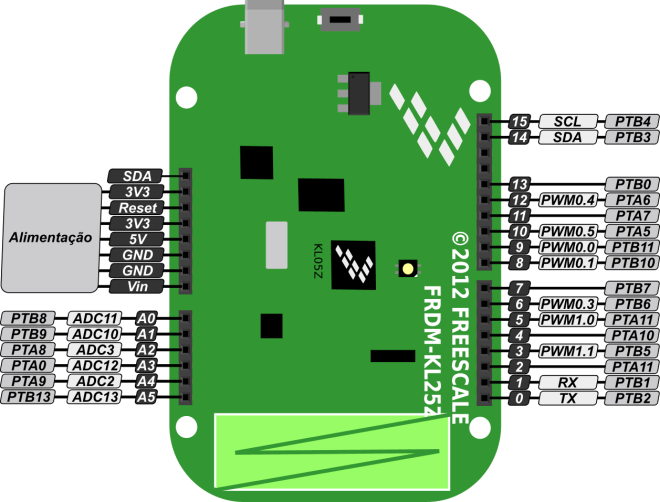 15 SCL PTB4
14 SDA PTB3
13 PTB0
12 PWM0.4 PTA6
11 PTA7
10 PWM0.5 PTA5
9 PWM0.0 PTB11
8 PWM0.1 PTB10
7 PTB7
6 PWM0.3 PTB6
5 PWM1.0 PTA11
4 PTA10
3 PWM1.1 PTB5
2 PTA11
1 RX PTB1
0 TX PTB2
Alimentação
SDA
3V3
Reset
3V3
5V
GND
GND
Vin
PTB8 ADC11 A0
PTB9 ADC10 A1
PTA8 ADC3 A2
PTA0 ADC12 A3
PTA9 ADC2 A4
PTB13 ADC13 A5
KL05Z
©2012 FREESCALE
FRDM-KL25Z